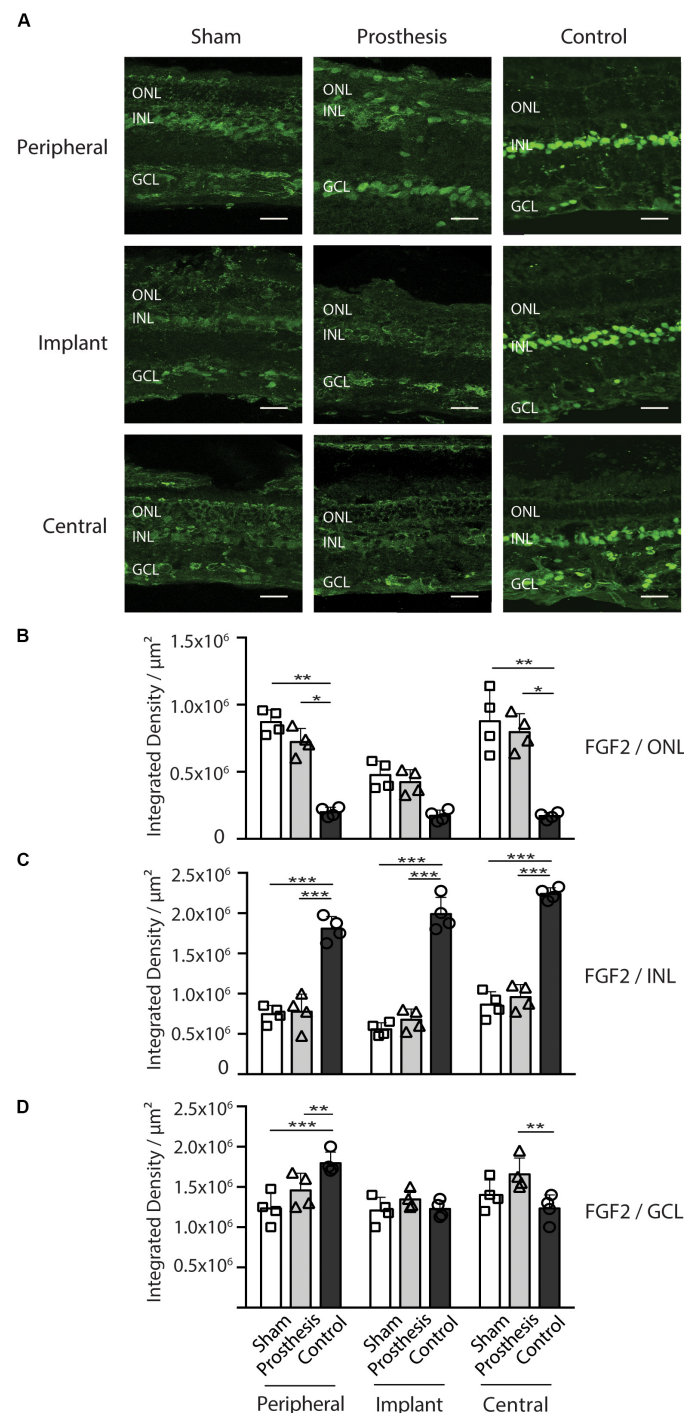 A
Sham Prosthesis Control
Peripheral
ONL
INL
GCL
ONL
INL
GCL
ONL
INL
GCL
Implant
ONL
INL
GCL
ONL
INL
GCL
ONL
INL
GCL
Central
ONL
INL
GCL
ONL
INL
GCL
ONL
INL
GCL
B
Integrated Density / µm²
1.5x10⁶
1.0x10⁶
0.5x10⁶
0
** *
** *
FGF2 / ONL
C
Integrated Density / µm²
2.5x10⁶
2.0x10⁶
1.5x10⁶
1.0x10⁶
0.5x10⁶
0
*** ***
*** ***
*** ***
FGF2 / INL
D
Integrated Density / µm²
2.5x10⁶
2.0x10⁶
1.5x10⁶
1.0x10⁶
0.5x10⁶
** ***
**
FGF2 / GCL
Sham Prosthesis Control Sham Prosthesis Control Sham Prosthesis Control
Peripheral Implant Central